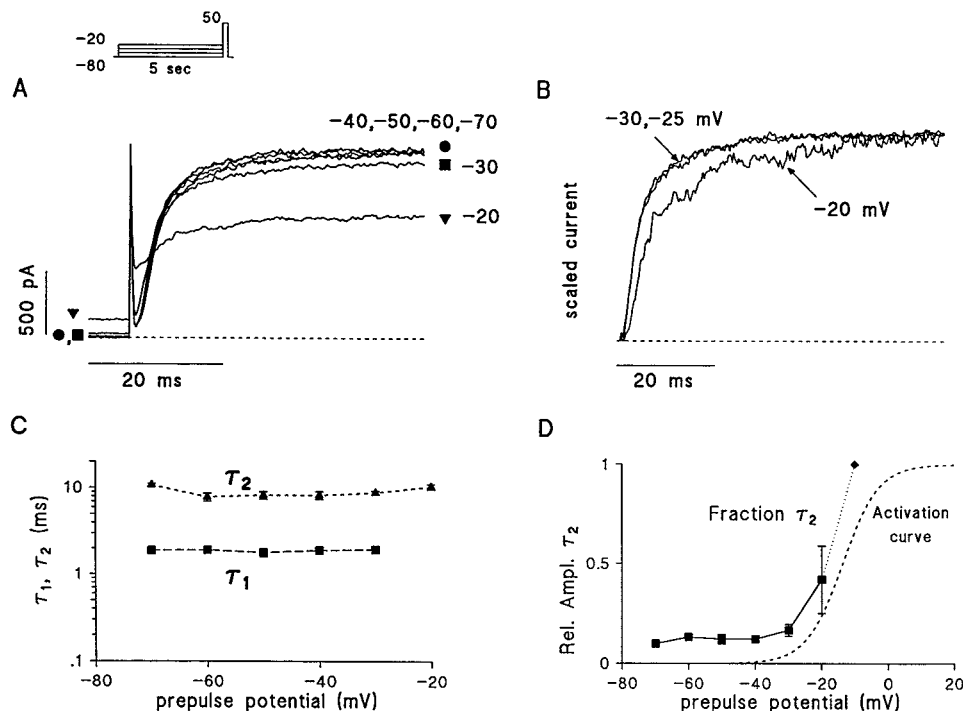 50
-20
-80
5 sec
A
-40,-50,-60,-70
-30
-20
500 pA
,
20 ms
B
-30,-25 mV
-20 mV
scaled current
20 ms
C
τ2
τ1
τ1, τ2 (ms)
10
1
.1
-80
-60
-40
-20
prepulse potential (mV)
D
Fraction τ2
Activation
curve
Rel. Ampl. τ2
1
0.5
0
-80
-60
-40
-20
0
20
prepulse potential (mV)